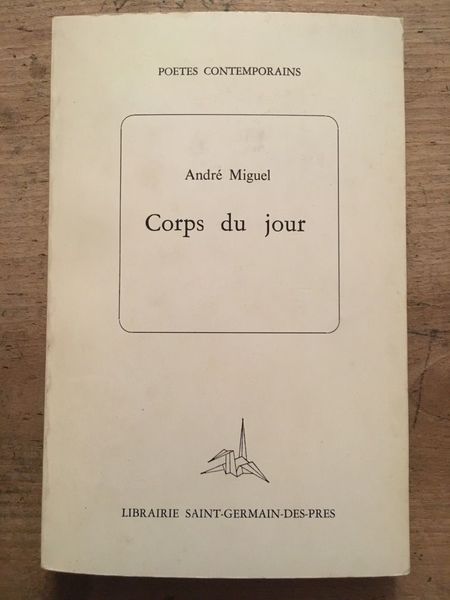 POETES CONTEMPORAINS
André Miguel
Corps du jour
LIBRAIRIE SAINT-GERMAIN-DES-PRES